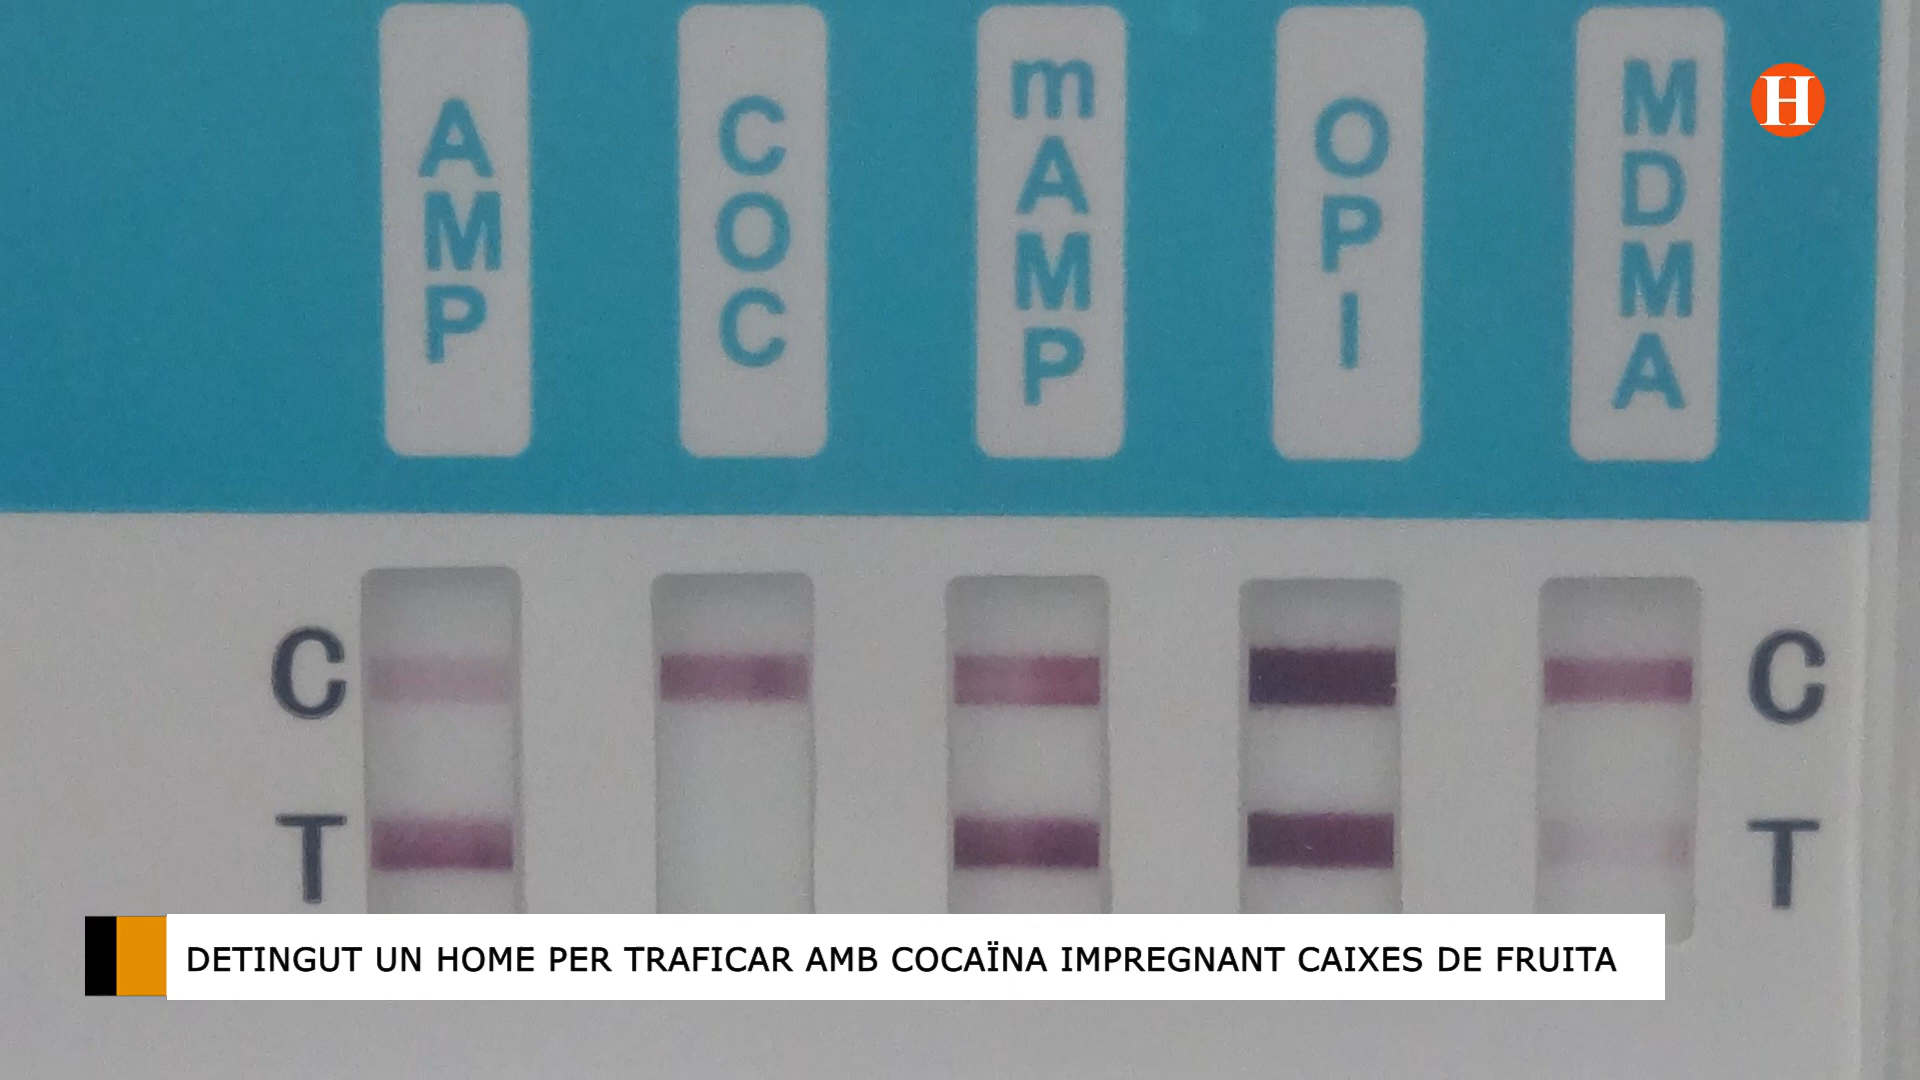 AMP
COC
mAMP
OPI
MDMA
H
C
C
T
T
DETINGUT UN HOME PER TRAFICAR AMB COCAÏNA IMPREGNANT CAIXES DE FRUITA